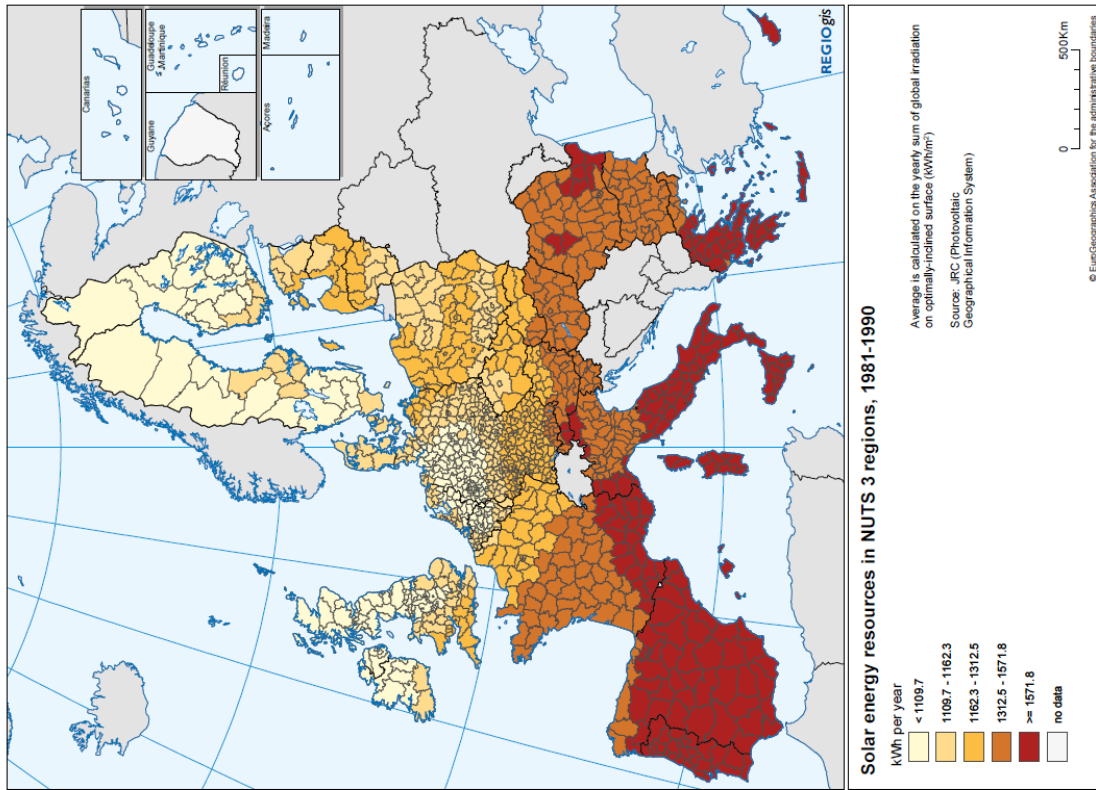 Canarias
Guyane
Guadeloupe
Martinique
Réunion
Açores
Madeira
REGIOgis
Solar energy resources in NUTS 3 regions, 1981-1990
kWh per year
< 1109.7
1109.7 - 1162.3
1162.3 - 1312.5
1312.5 - 1571.8
>= 1571.8
no data
Average is calculated on the yearly sum of global irradiation
on optimally-inclined surface (kWh/m²)
Source: JRC (Photovoltaic
Geographical Information System)
0 500Km
© EuroGeographics Association for the administrative boundaries